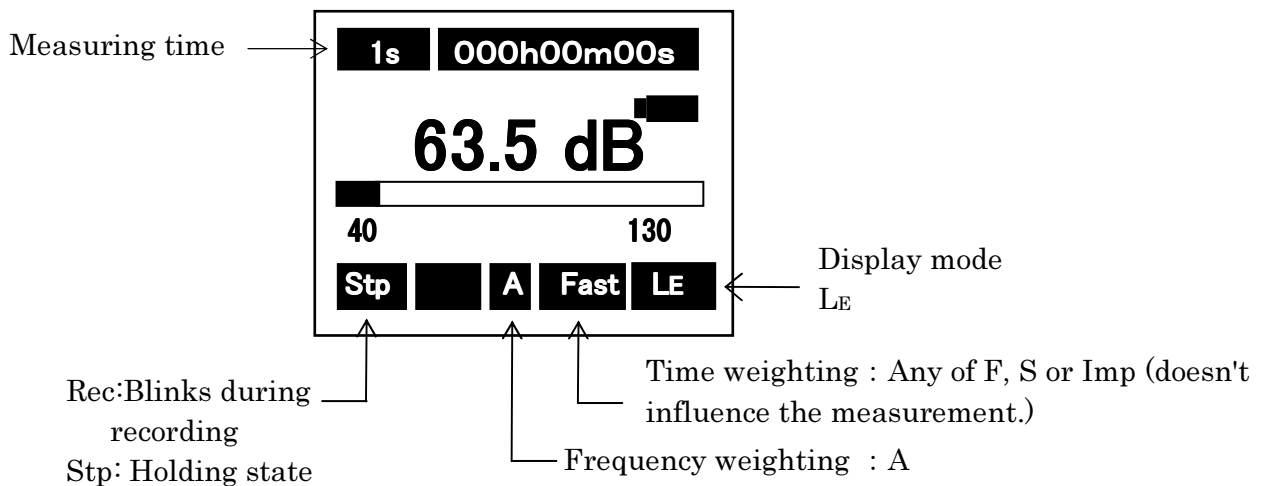 Measuring time
1s 000h00m00s
63.5 dB
40 130
Stp A Fast LE
Display mode
LE
Time weighting : Any of F, S or Imp (doesn't
influence the measurement.)
Rec:Blinks during
recording
Stp: Holding state
Frequency weighting : A